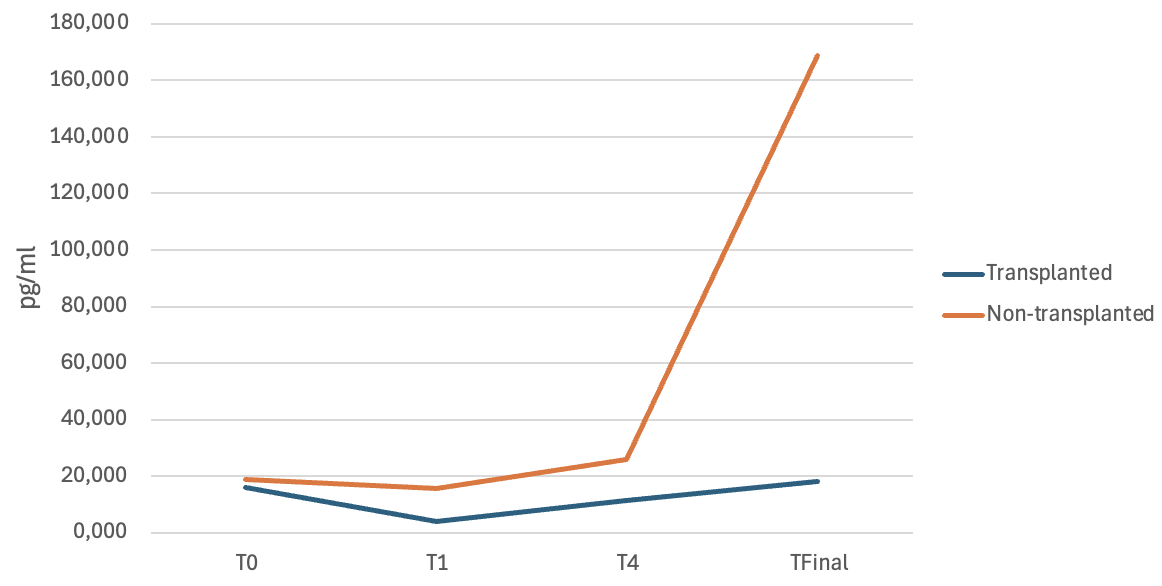 180,000
160,000
140,000
120,000
100,000
80,000
60,000
40,000
20,000
0,000
pg/ml
T0 T1 T4 TFinal
Transplanted
Non-transplanted